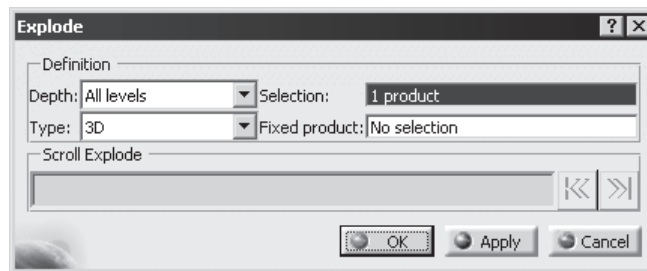 Explode
Definition
Depth: All levels Selection: 1 product
Type: 3D Fixed product: No selection
Scroll Explode
OK Apply Cancel